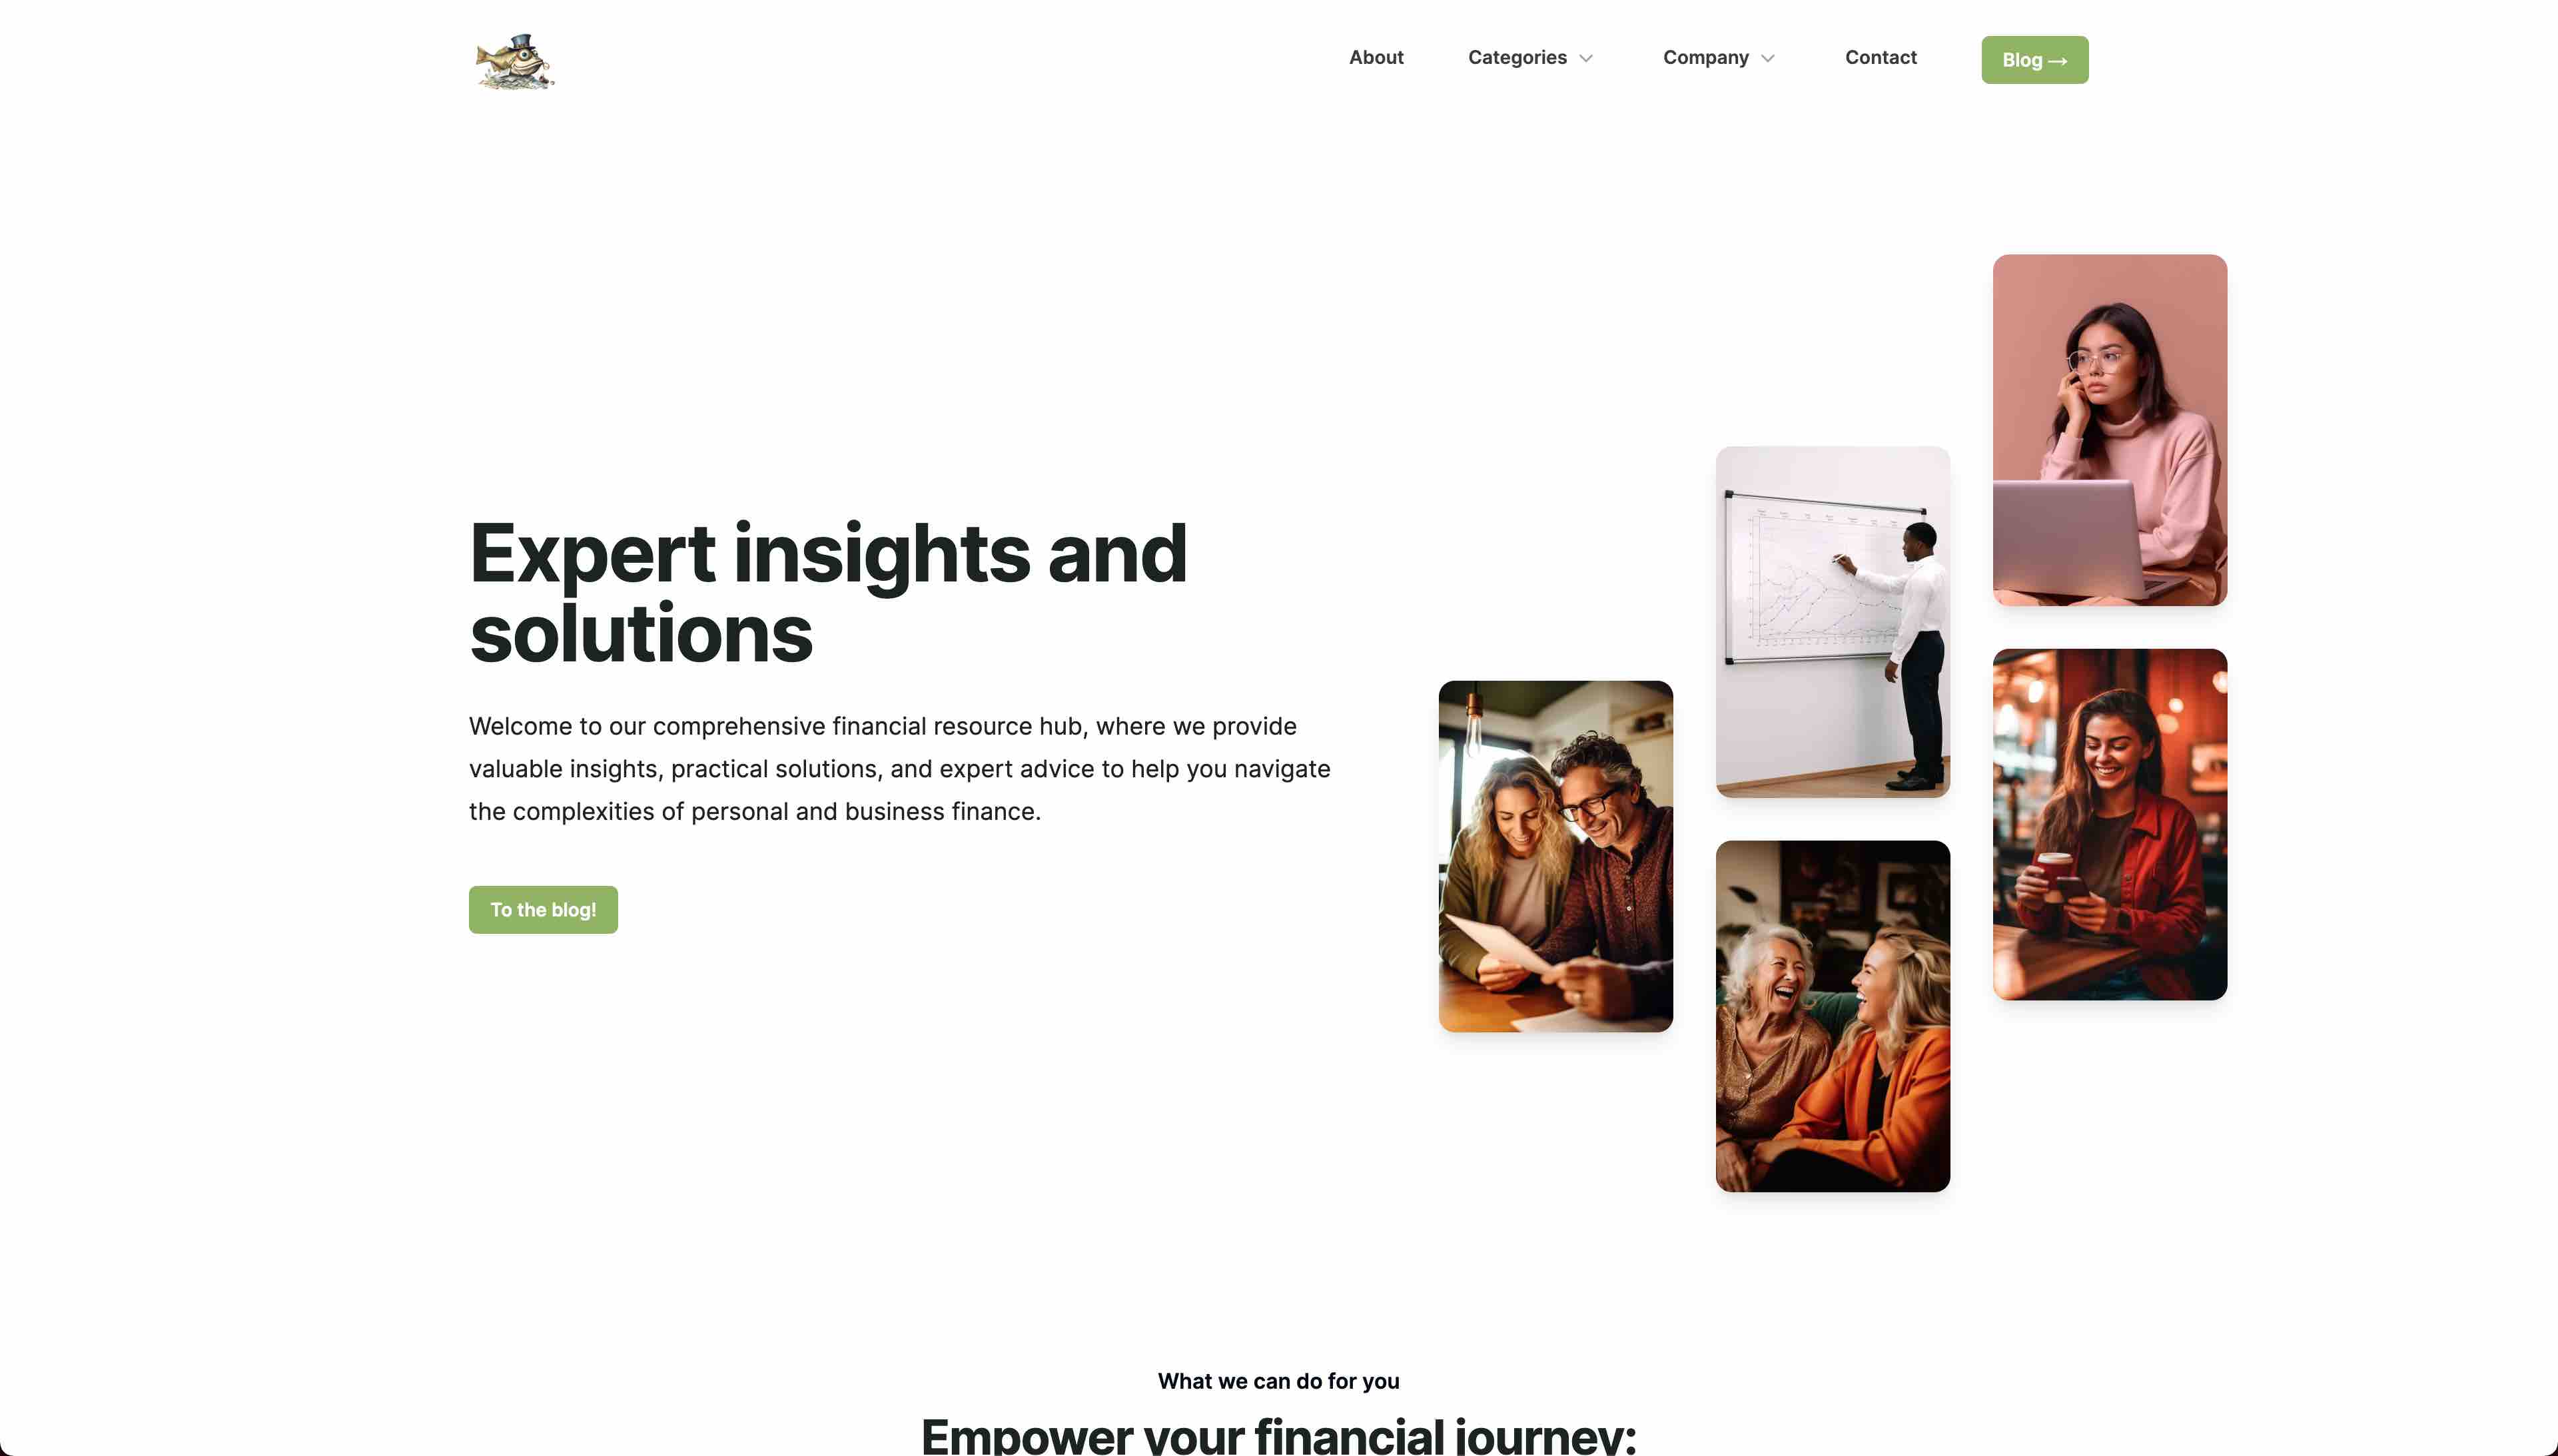 About
Categories
Company
Contact
Blog →
Expert insights and
solutions
Welcome to our comprehensive financial resource hub, where we provide
valuable insights, practical solutions, and expert advice to help you navigate
the complexities of personal and business finance.
To the blog!
What we can do for you
Empower your financial journey: